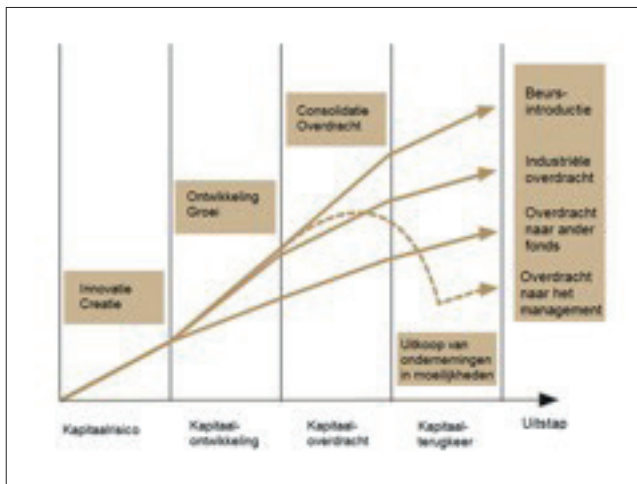 Beurs-
introductie
Consolidatie
Overdracht
Industriële
overdracht
Ontwikkeling
Groei
Overdracht
naar ander
fonds
Innovatie
Creatie
Overdracht
naar het
management
Uitkoop van
ondernemingen
in moeilijkheden
Kapitaalrisico
Kapitaal-
ontwikkeling
Kapitaal-
overdracht
Kapitaal-
terugkeer
Uitstap